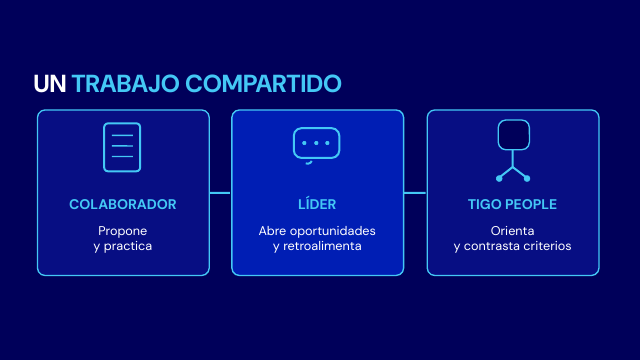 UN TRABAJO COMPARTIDO
COLABORADOR
Propone
y practica
LÍDER
Abre oportunidades
y retroalimenta
TIGO PEOPLE
Orienta
y contrasta criterios